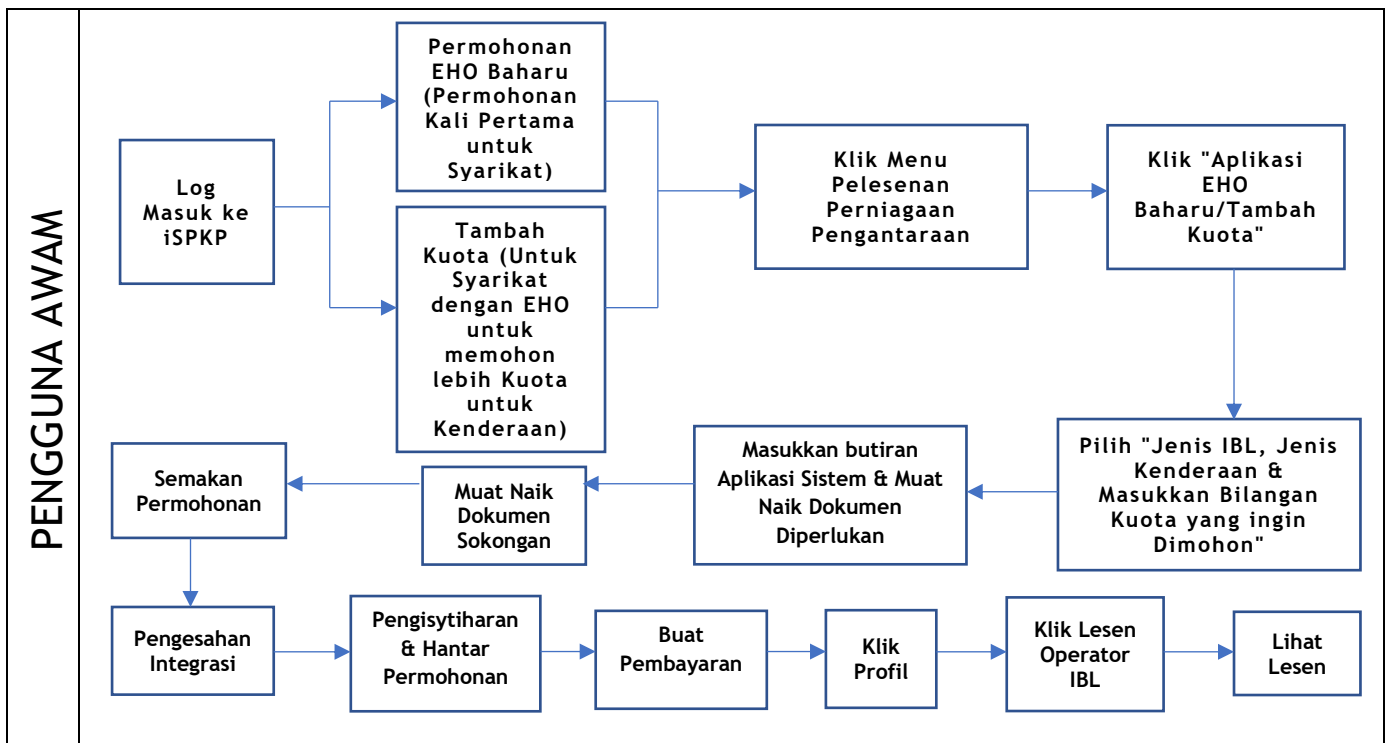 PENGGUNA AWAM
Log
Masuk ke
iSPKP
Permohonan
EHO Baharu
(Permohonan
Kali Pertama
untuk
Syarikat)
Tambah
Kuota (Untuk
Syarikat
dengan EHO
untuk
memohon
lebih Kuota
untuk
Kenderaan)
Klik Menu
Pelesenan
Perniagaan
Pengantaraan
Klik "Aplikasi
EHO
Baharu/Tambah
Kuota"
Pilih "Jenis IBL, Jenis
Kenderaan &
Masukkan Bilangan
Kuota yang ingin
Dimohon"
Masukkan butiran
Aplikasi Sistem & Muat
Naik Dokumen
Diperlukan
Muat Naik
Dokumen
Sokongan
Semakan
Permohonan
Pengesahan
Integrasi
Pengisytiharan
& Hantar
Permohonan
Buat
Pembayaran
Klik
Profil
Klik Lesen
Operator
IBL
Lihat
Lesen